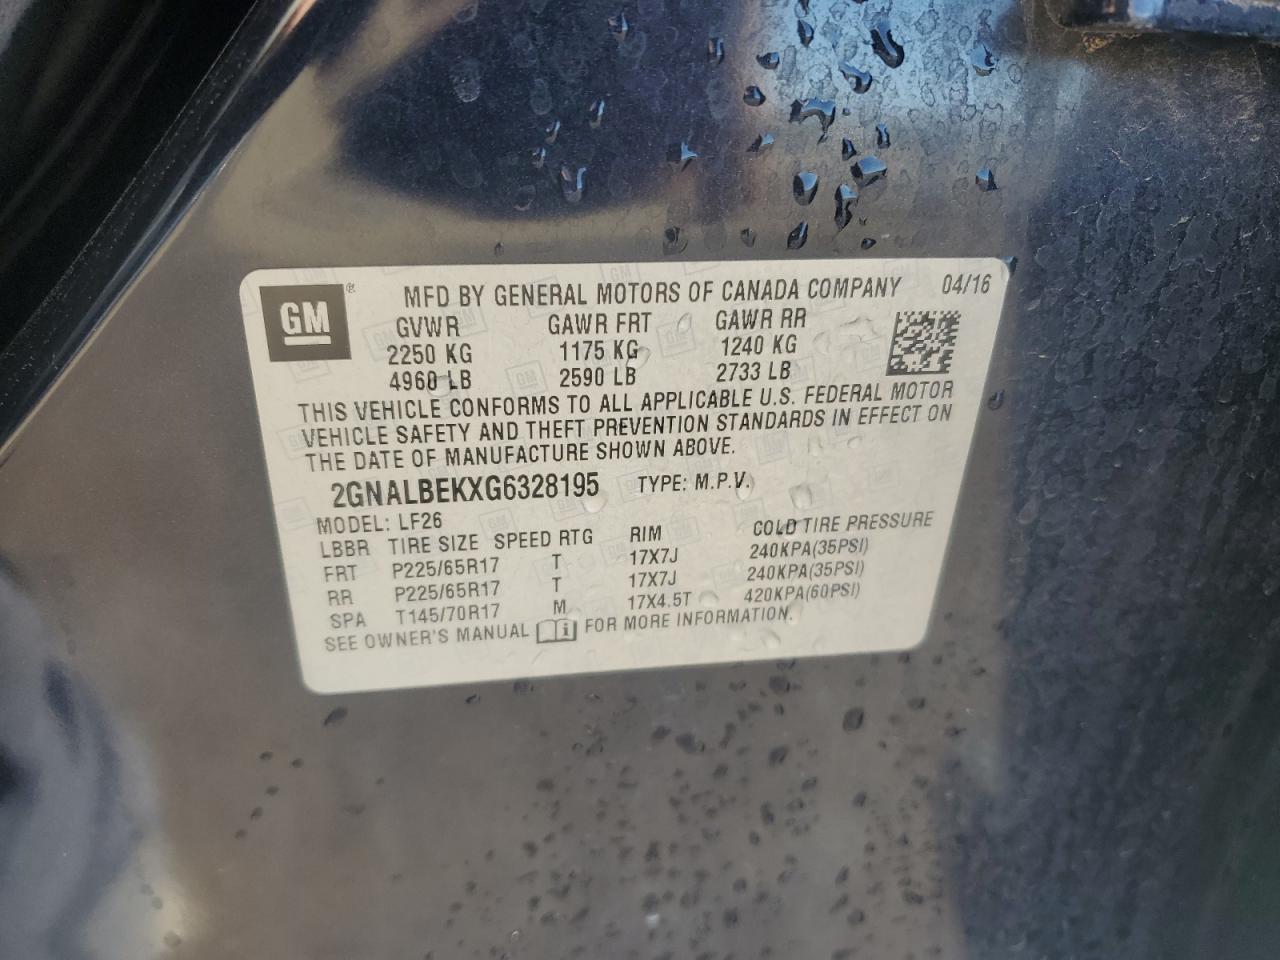 GM ® MFD BY GENERAL MOTORS OF CANADA COMPANY 04/16
GVWR GAWR FRT GAWR RR
2250 KG 1175 KG 1240 KG
4960 LB 2590 LB 2733 LB
THIS VEHICLE CONFORMS TO ALL APPLICABLE U.S. FEDERAL MOTOR
VEHICLE SAFETY AND THEFT PREVENTION STANDARDS IN EFFECT ON
THE DATE OF MANUFACTURE SHOWN ABOVE.
2GNALBEKXG6328195 TYPE: M.P.V.
MODEL: LF26
LBBR TIRE SIZE SPEED RTG RIM COLD TIRE PRESSURE
FRT P225/65R17 T 17X7J 240KPA(35PSI)
RR P225/65R17 T 17X7J 240KPA(35PSI)
SPA T145/70R17 M 17X4.5T 420KPA(60PSI)
SEE OWNER'S MANUAL FOR MORE INFORMATION.